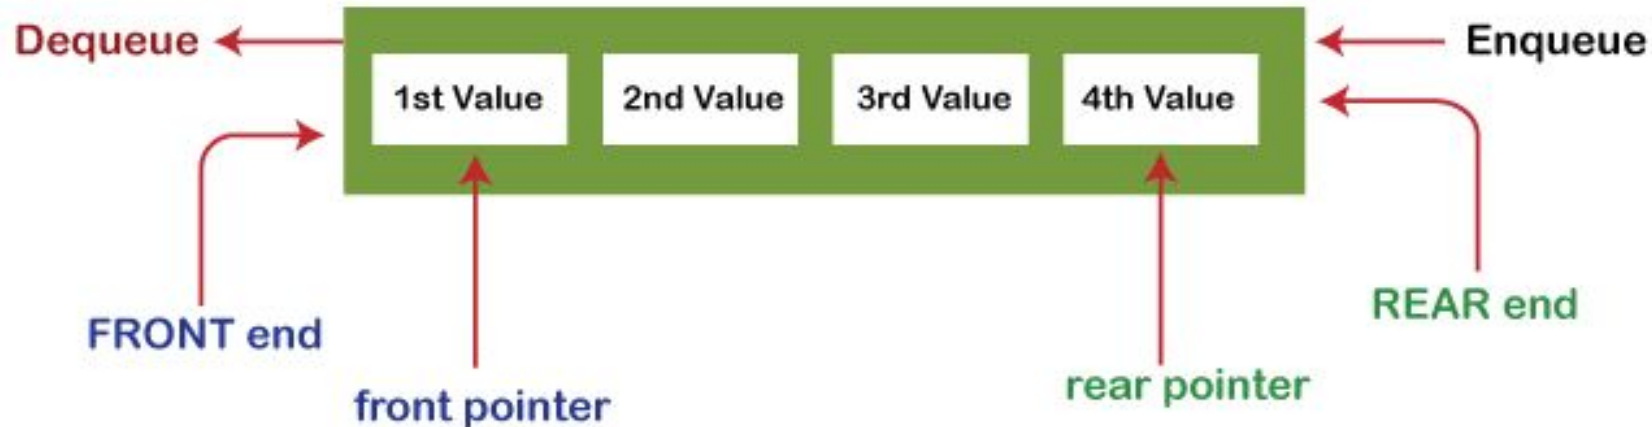 Dequeue
Enqueue
1st Value
2nd Value
3rd Value
4th Value
FRONT end
REAR end
front pointer
rear pointer